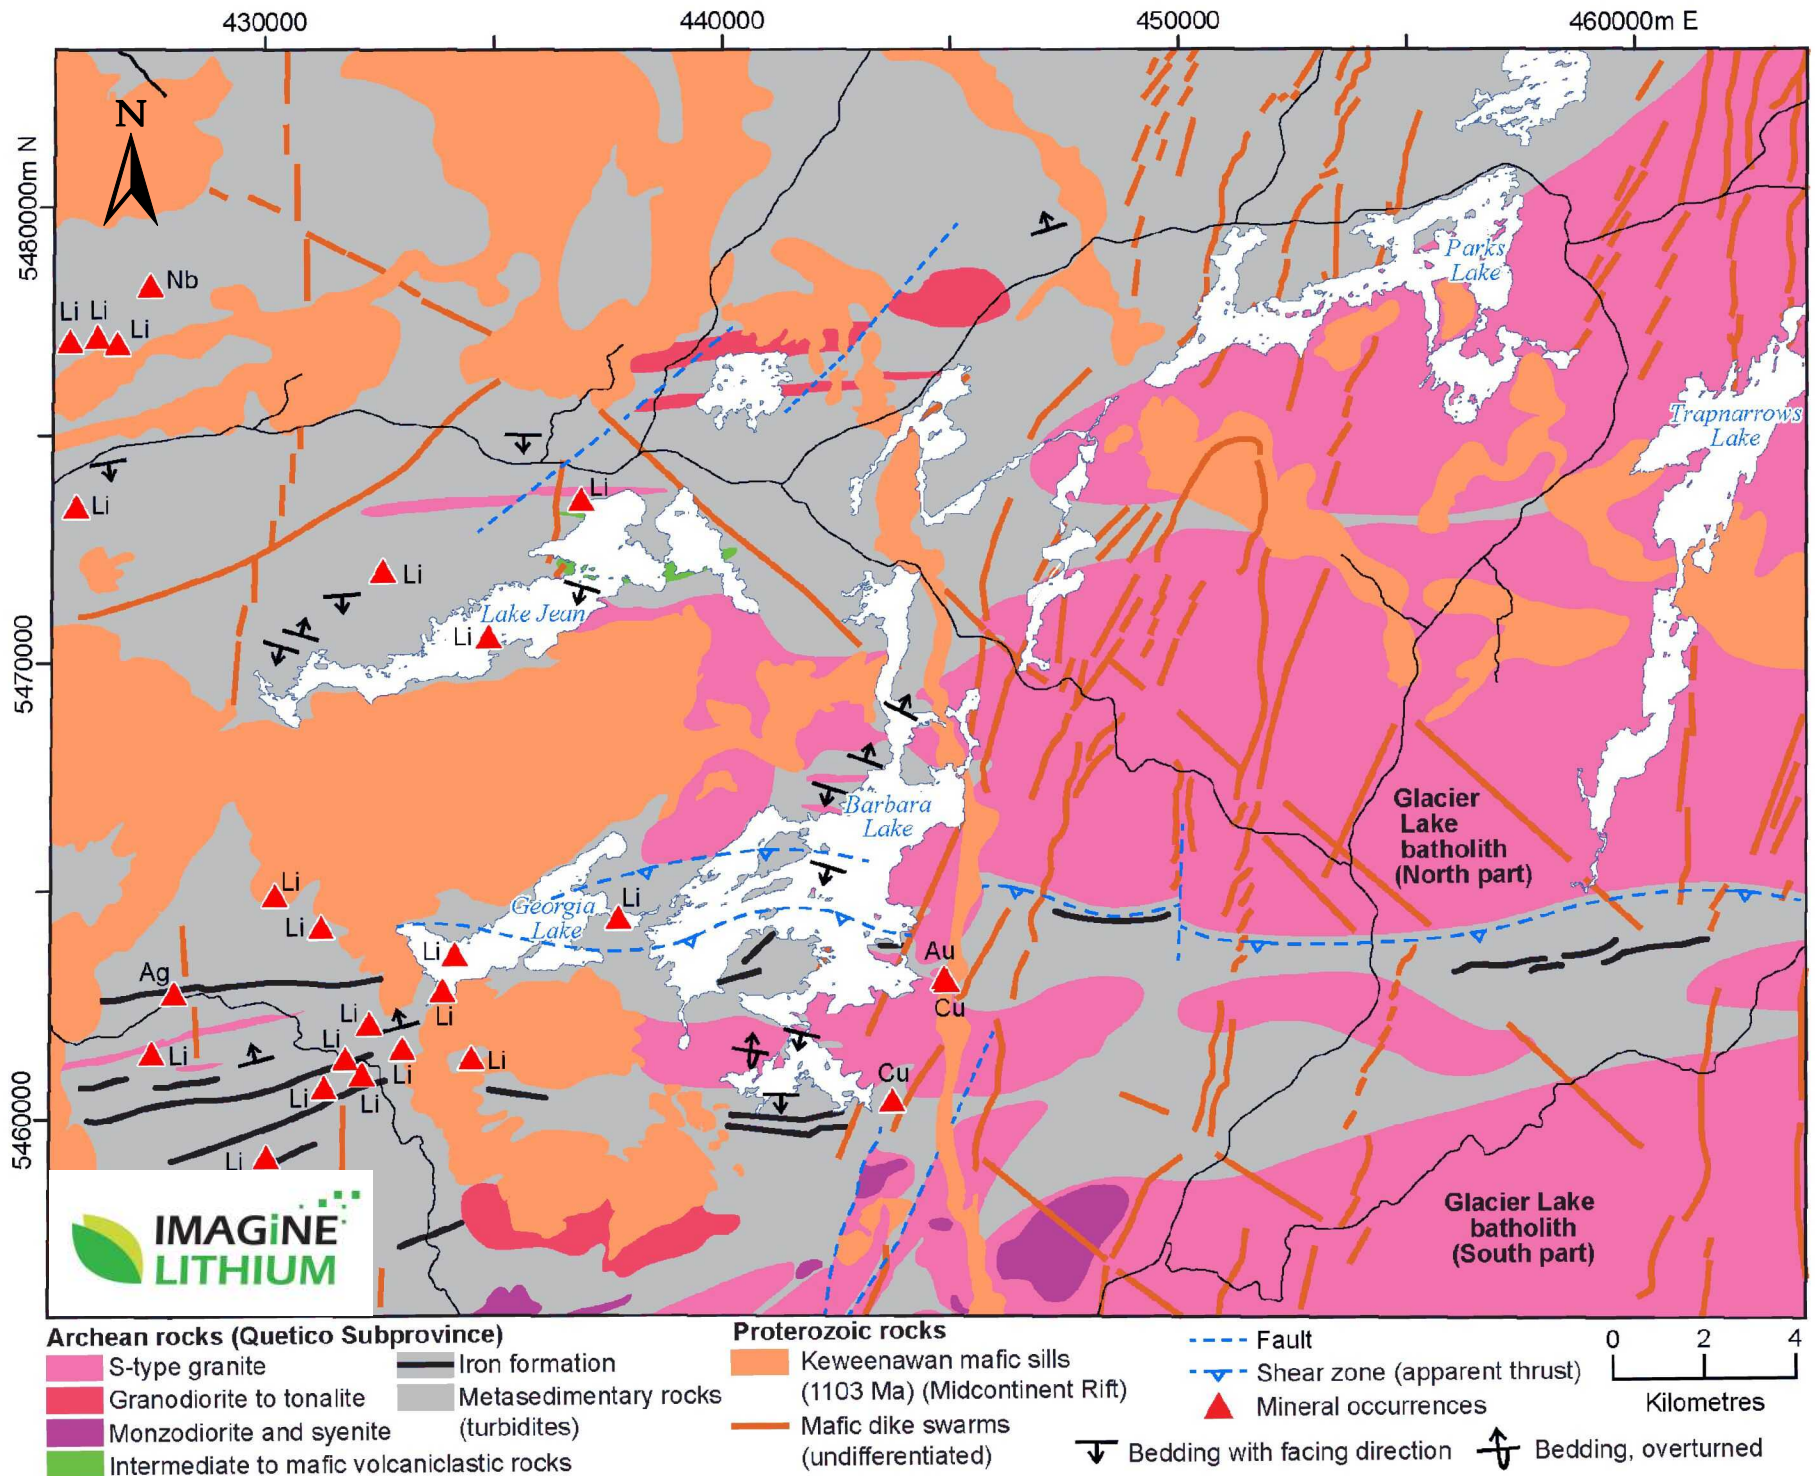 430000
440000
450000
460000m E
N
5480000m N
5470000
5460000
Nb
Li
Li
Li
Li
Li
Li
Li
Parks
Lake
Trapnarrows
Lake
Lake Jean
Barbara
Lake
Glacier
Lake
batholith
(North part)
Li
Li
Li
Georgia
Lake
Li
Li
Ag
Au
Cu
Li
Li
Li
Li
Li
Li
Li
Cu
Li
Glacier Lake
batholith
(South part)
IMAGiNE
LITHIUM
Archean rocks (Quetico Subprovince)
S-type granite
Granodiorite to tonalite
Monzodiorite and syenite
Intermediate to mafic volcaniclastic rocks
Iron formation
Metasedimentary rocks
(turbidites)
Proterozoic rocks
Keweenawan mafic sills
(1103 Ma) (Midcontinent Rift)
Mafic dike swarms
(undifferentiated)
Fault
Shear zone (apparent thrust)
Mineral occurrences
Bedding with facing direction
Bedding, overturned
0 2 4
Kilometres